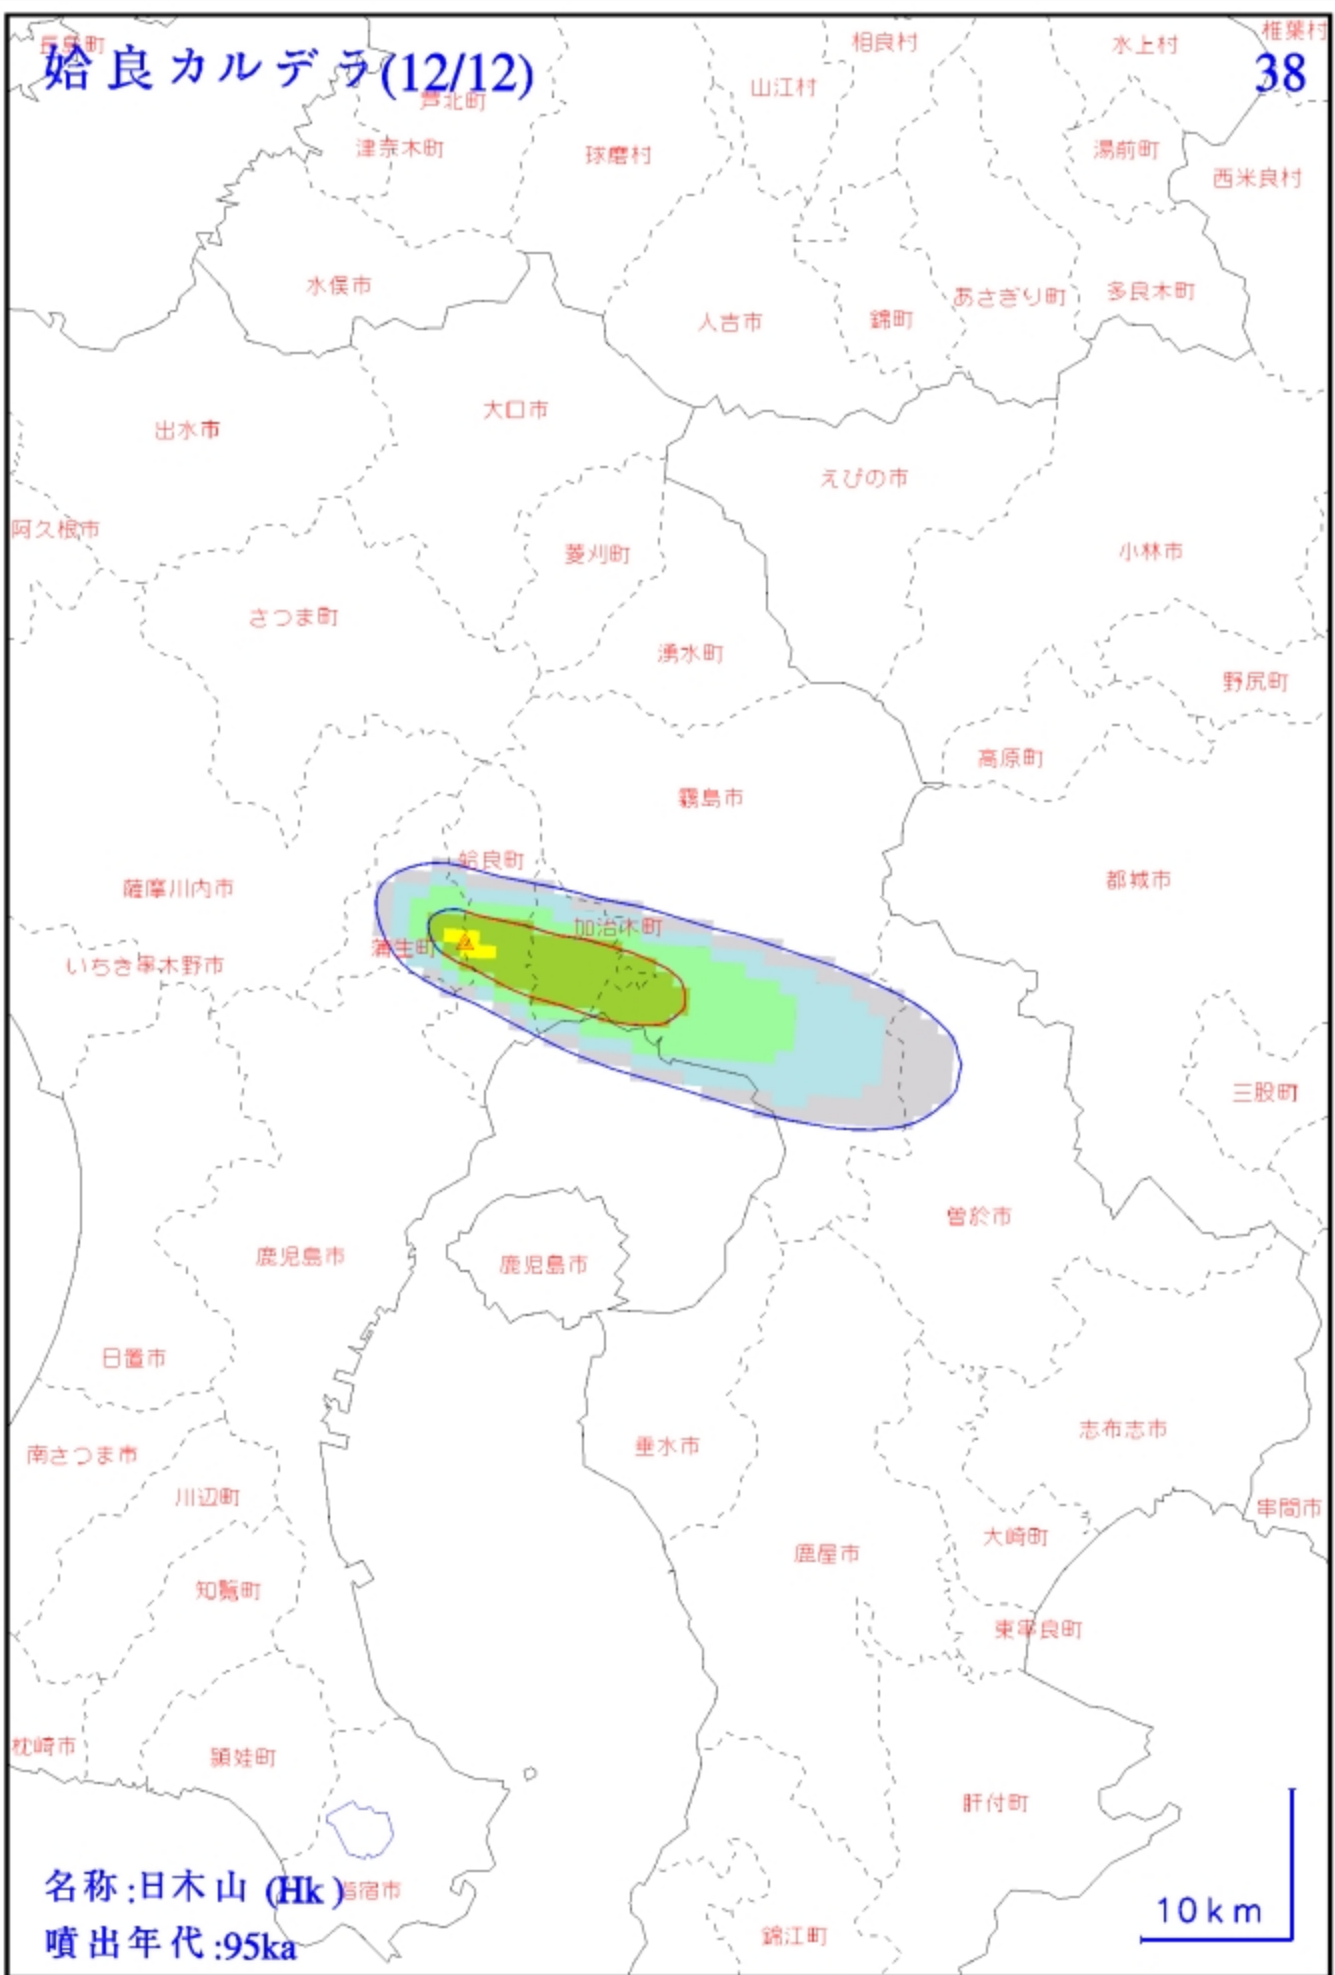 長島町
姶良カルデラ(12/12)
38
相良村
水上村
椎葉村
山江村
芦北町
津奈木町
球磨村
湯前町
西米良村
水俣市
あさぎり町
多良木町
人吉市
錦町
大口市
出水市
えびの市
阿久根市
菱刈町
小林市
さつま町
湧水町
野尻町
高原町
霧島市
姶良町
薩摩川内市
都城市
加治木町
蒲生町
いちき串木野市
三股町
曽於市
鹿児島市
鹿児島市
日置市
志布志市
垂水市
南さつま市
川辺町
串間市
大崎町
鹿屋市
知覧町
東串良町
枕崎市
頴娃町
肝付町
名称:日木山(Hk)
指宿市
10km
錦江町
噴出年代:95ka